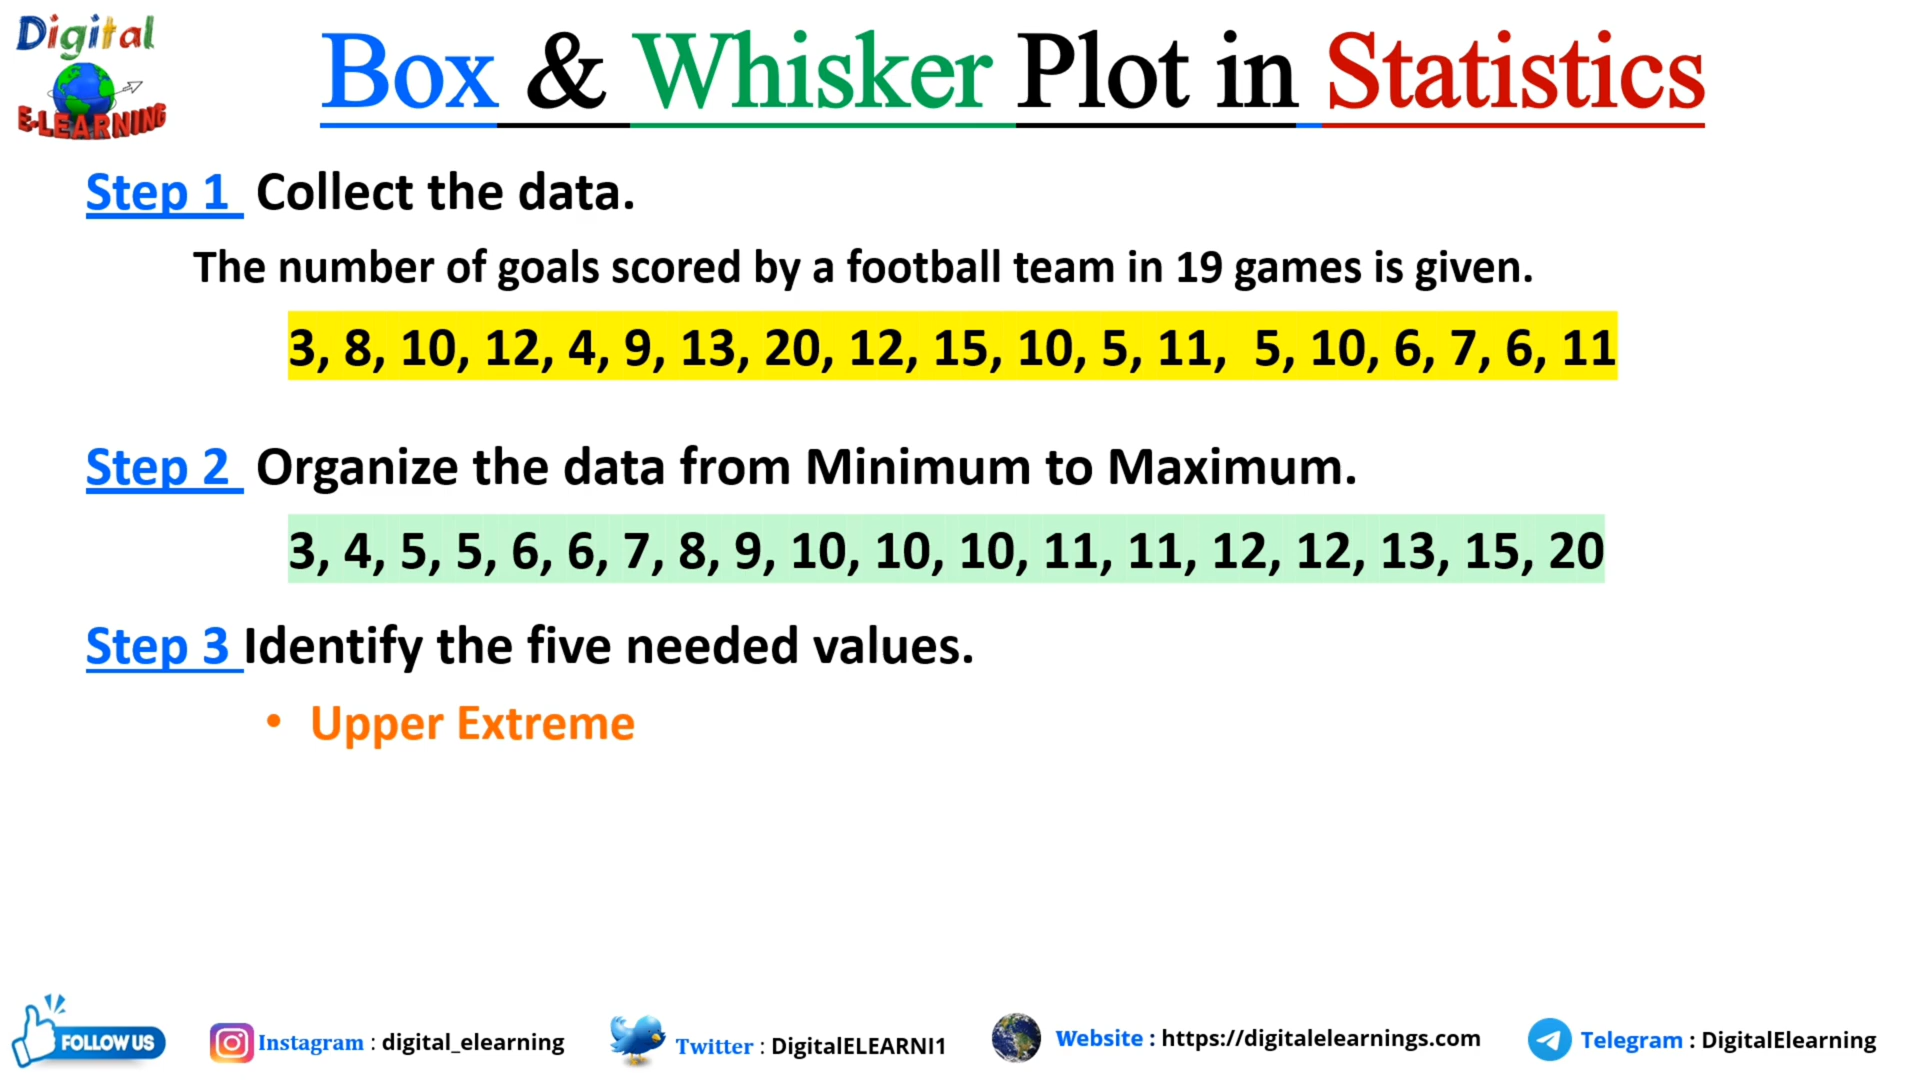 Digital
E-LEARNING
Box & Whisker Plot in Statistics
Step 1 Collect the data.
The number of goals scored by a football team in 19 games is given.
3, 8, 10, 12, 4, 9, 13, 20, 12, 15, 10, 5, 11, 5, 10, 6, 7, 6, 11
Step 2 Organize the data from Minimum to Maximum.
3, 4, 5, 5, 6, 6, 7, 8, 9, 10, 10, 10, 11, 11, 12, 12, 13, 15, 20
Step 3 Identify the five needed values.
• Upper Extreme
FOLLOW US
Instagram : digital_elearning
Twitter : DigitalELEARNI1
Website : https://digitalelearnings.com
Telegram : DigitalElearning